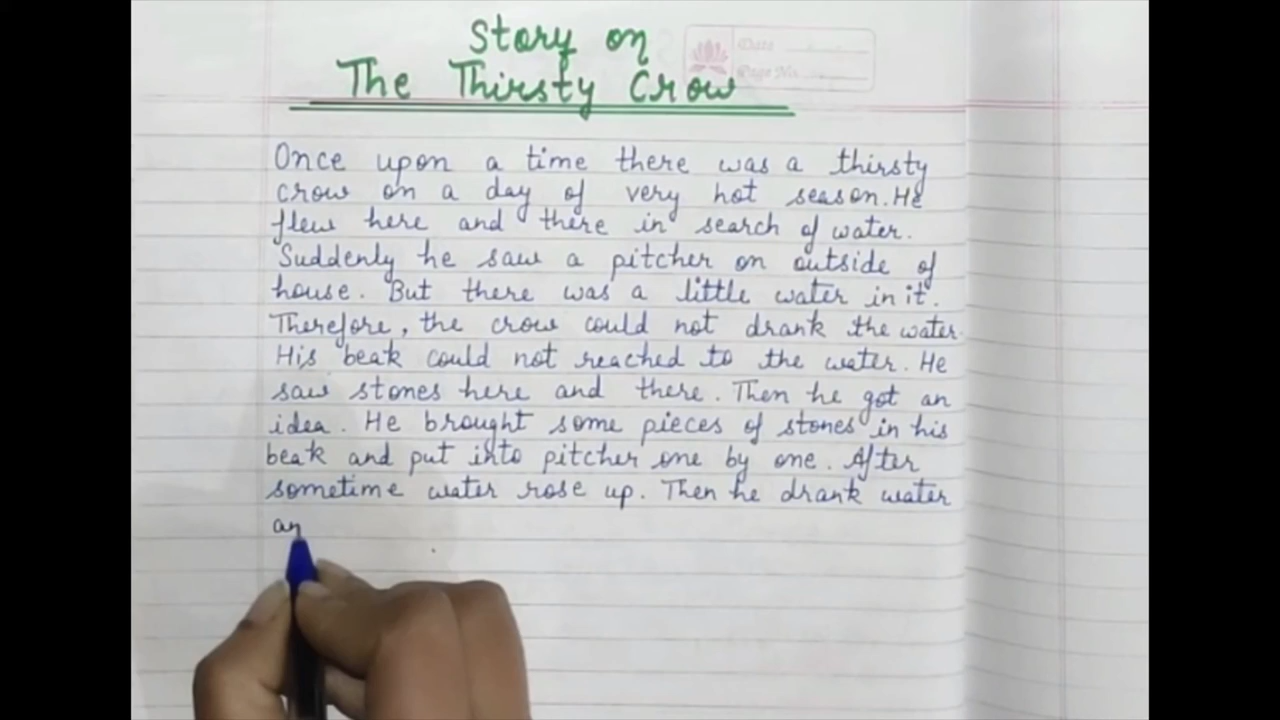 Story on
The Thirsty Crow
Date
Page No.
Once upon a time there was a thirsty
crow on a day of very hot season. He
flew here and there in search of water.
Suddenly he saw a pitcher on outside of
house. But there was a little water in it.
Therefore, the crow could not drank the water.
His beak could not reached to the water. He
saw stones here and there. Then he got an
idea. He brought some pieces of stones in his
beak and put into pitcher one by one. After
sometime water rose up. Then he drank water
an